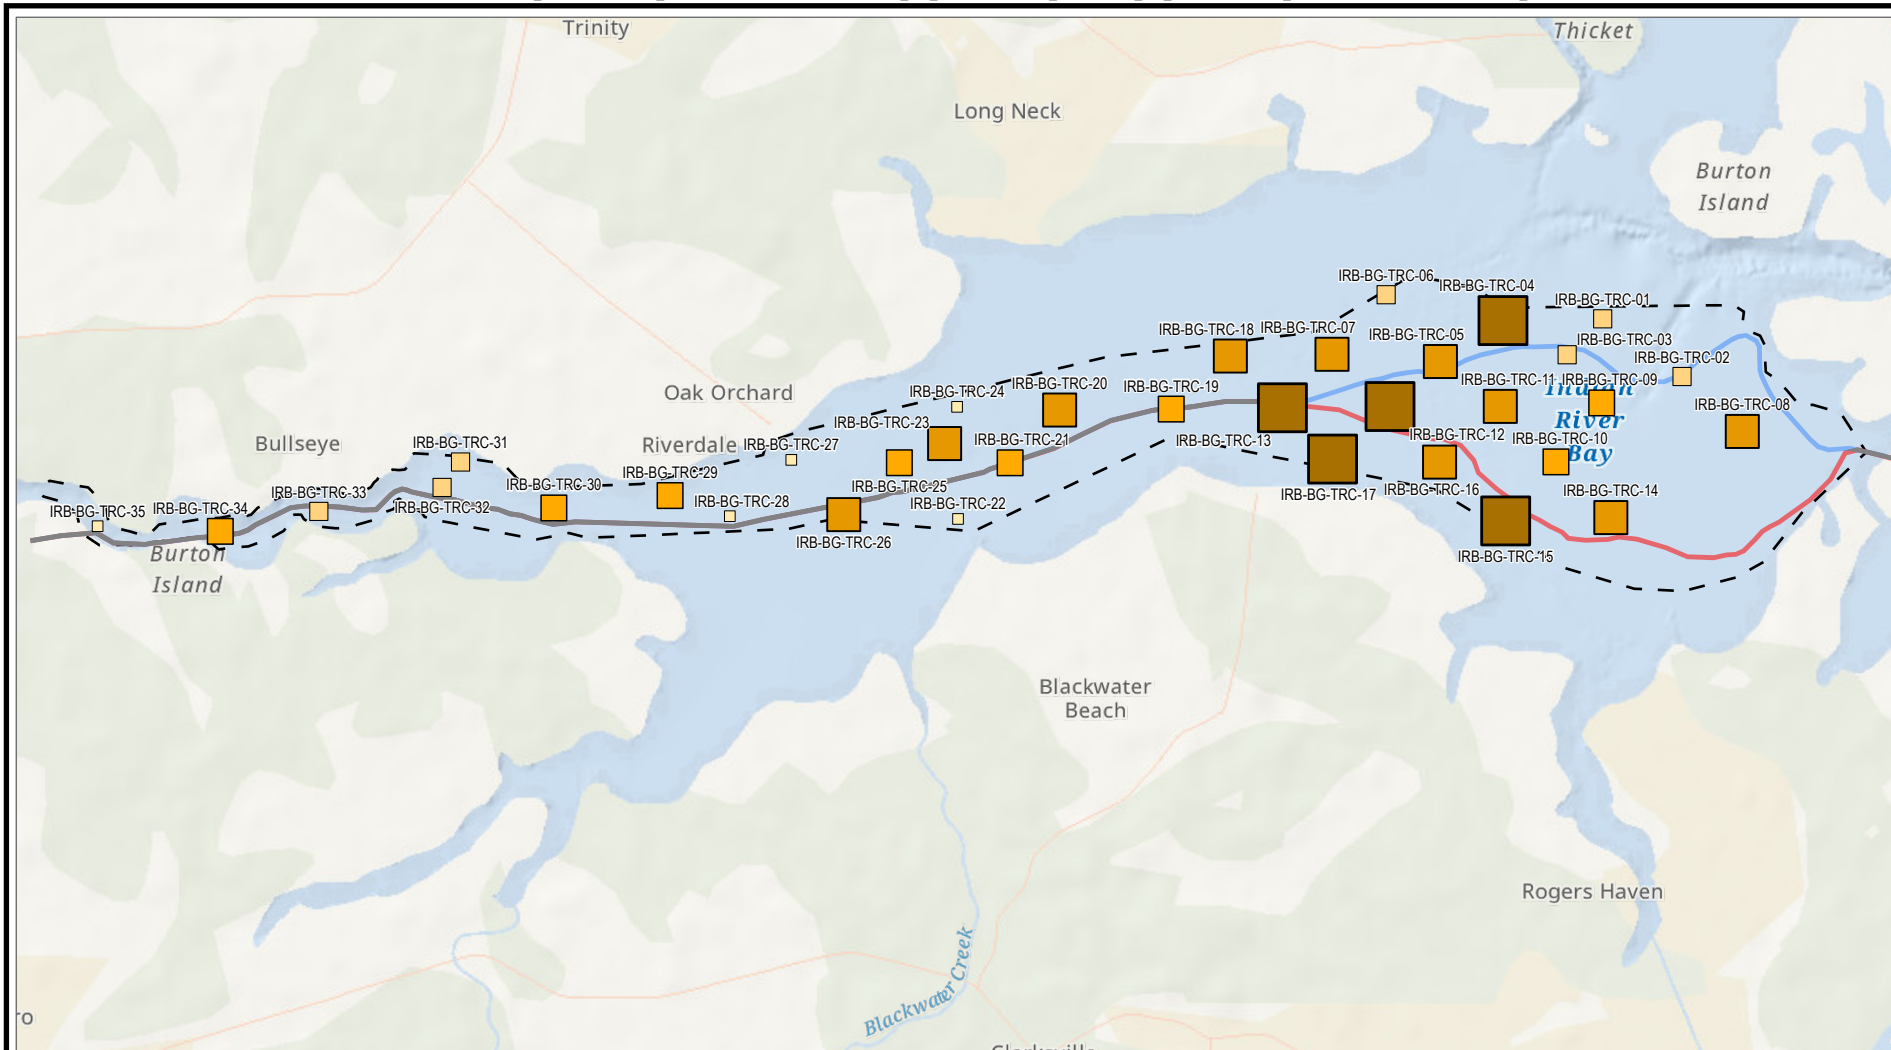 Trinity
Thicket
Long Neck
Burton
Island
IRB-BG-TRC-06
IRB-BG-TRC-04
IRB-BG-TRC-01
IRB-BG-TRC-18
IRB-BG-TRC-07
IRB-BG-TRC-05
IRB-BG-TRC-03
IRB-BG-TRC-02
Oak Orchard
IRB-BG-TRC-24
IRB-BG-TRC-20
IRB-BG-TRC-19
IRB-BG-TRC-11
IRB-BG-TRC-09
Indian
River
Bay
IRB-BG-TRC-08
IRB-BG-TRC-23
Bullseye
IRB-BG-TRC-31
Riverdale
IRB-BG-TRC-27
IRB-BG-TRC-21
IRB-BG-TRC-13
IRB-BG-TRC-12
IRB-BG-TRC-10
IRB-BG-TRC-29
IRB-BG-TRC-30
IRB-BG-TRC-25
IRB-BG-TRC-17
IRB-BG-TRC-16
IRB-BG-TRC-14
IRB-BG-TRC-33
IRB-BG-TRC-32
IRB-BG-TRC-28
IRB-BG-TRC-22
IRB-BG-TRC-35
IRB-BG-TRC-34
IRB-BG-TRC-26
IRB-BG-TRC-15
Burton
Island
Blackwater
Beach
Rogers Haven
Blackwater Creek
ro